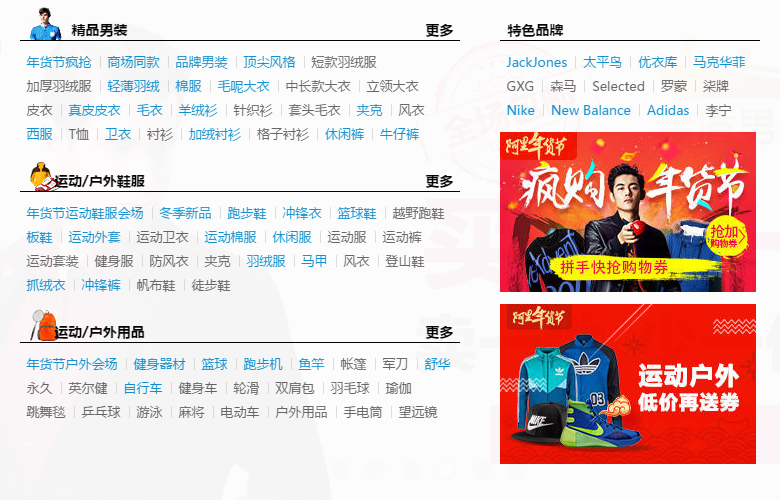 精品男装 更多
年货节疯抢 商场同款 品牌男装 顶尖风格 短款羽绒服
加厚羽绒服 轻薄羽绒 棉服 毛呢大衣 中长款大衣 立领大衣
皮衣 真皮皮衣 毛衣 羊绒衫 针织衫 套头毛衣 夹克 风衣
西服 T恤 卫衣 衬衫 加绒衬衫 格子衬衫 休闲裤 牛仔裤
运动/户外鞋服 更多
年货节运动鞋服会场 冬季新品 跑步鞋 冲锋衣 篮球鞋 越野跑鞋
板鞋 运动外套 运动卫衣 运动棉服 休闲服 运动服 运动裤
运动套装 健身服 防风衣 夹克 羽绒服 马甲 风衣 登山鞋
抓绒衣 冲锋裤 帆布鞋 徒步鞋
运动/户外用品 更多
年货节户外会场 健身器材 篮球 跑步机 鱼竿 帐篷 军刀 舒华
永久 英尔健 自行车 健身车 轮滑 双肩包 羽毛球 瑜伽
跳舞毯 乒乓球 游泳 麻将 电动车 户外用品 手电筒 望远镜
特色品牌
JackJones 太平鸟 优衣库 马克华菲
GXG 森马 Selected 罗蒙 柒牌
Nike New Balance Adidas 李宁
阿里年货节
疯购 年货节
抢加
购物券
拼手快抢购物券
阿里年货节
运动户外
低价再送券
adidas
03
NIKE